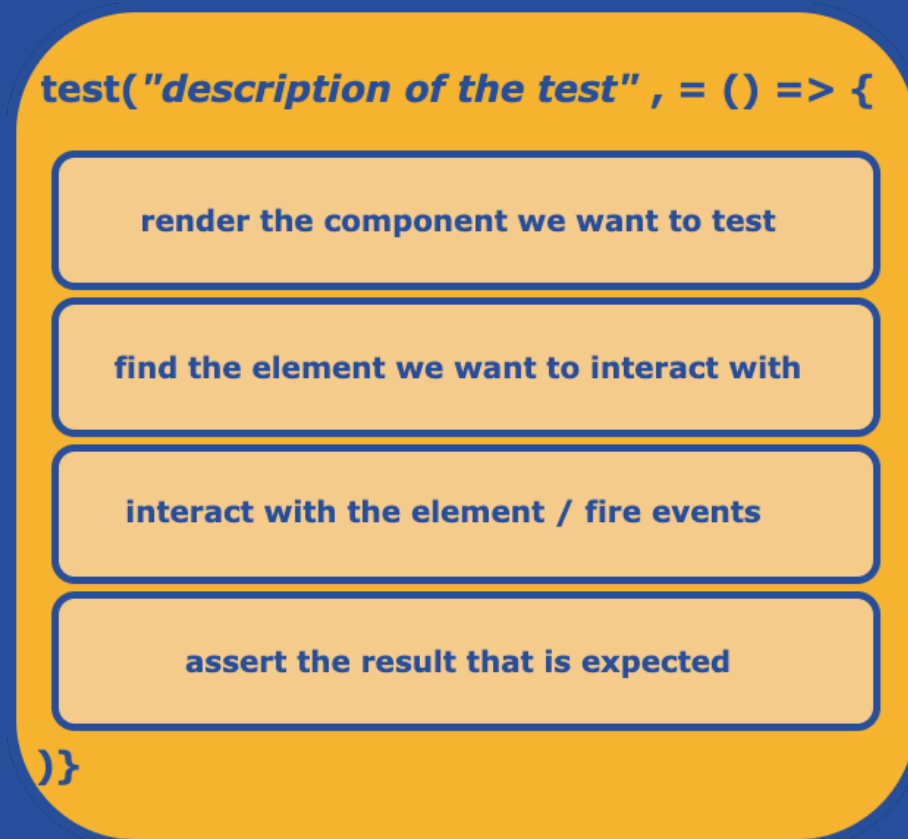 test("description of the test" , = () => {
render the component we want to test
find the element we want to interact with
interact with the element / fire events
assert the result that is expected
)}